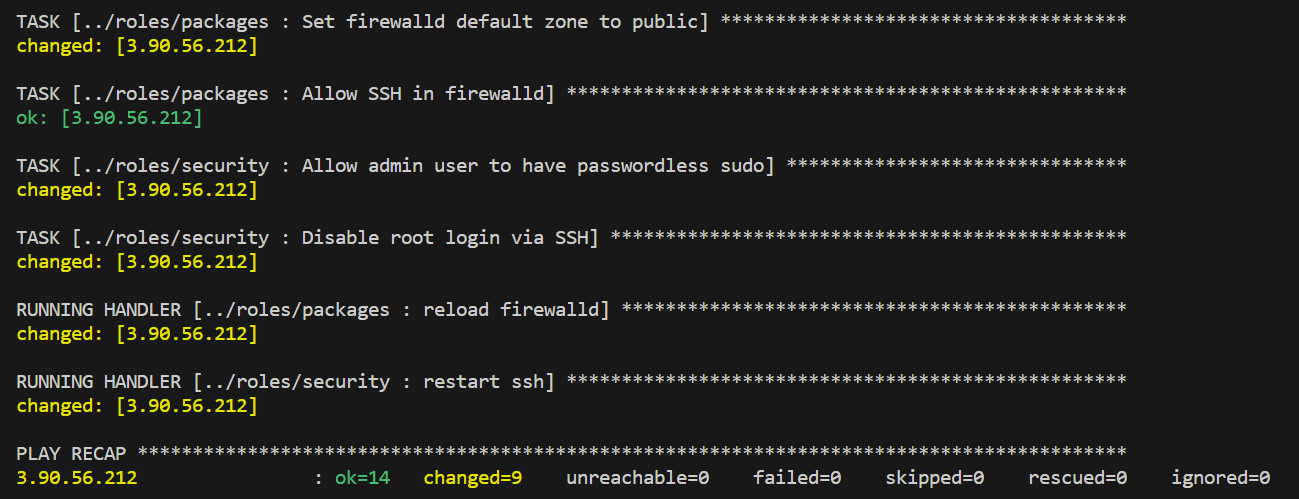 TASK [../roles/packages : Set firewalld default zone to public] *************************************
changed: [3.90.56.212]
TASK [../roles/packages : Allow SSH in firewalld] ***************************************************
ok: [3.90.56.212]
TASK [../roles/security : Allow admin user to have passwordless sudo] *******************************
changed: [3.90.56.212]
TASK [../roles/security : Disable root login via SSH] ***********************************************
changed: [3.90.56.212]
RUNNING HANDLER [../roles/packages : reload firewalld] **********************************************
changed: [3.90.56.212]
RUNNING HANDLER [../roles/security : restart ssh] ***************************************************
changed: [3.90.56.212]
PLAY RECAP ******************************************************************************************
3.90.56.212                : ok=14   changed=9    unreachable=0    failed=0    skipped=0    rescued=0    ignored=0